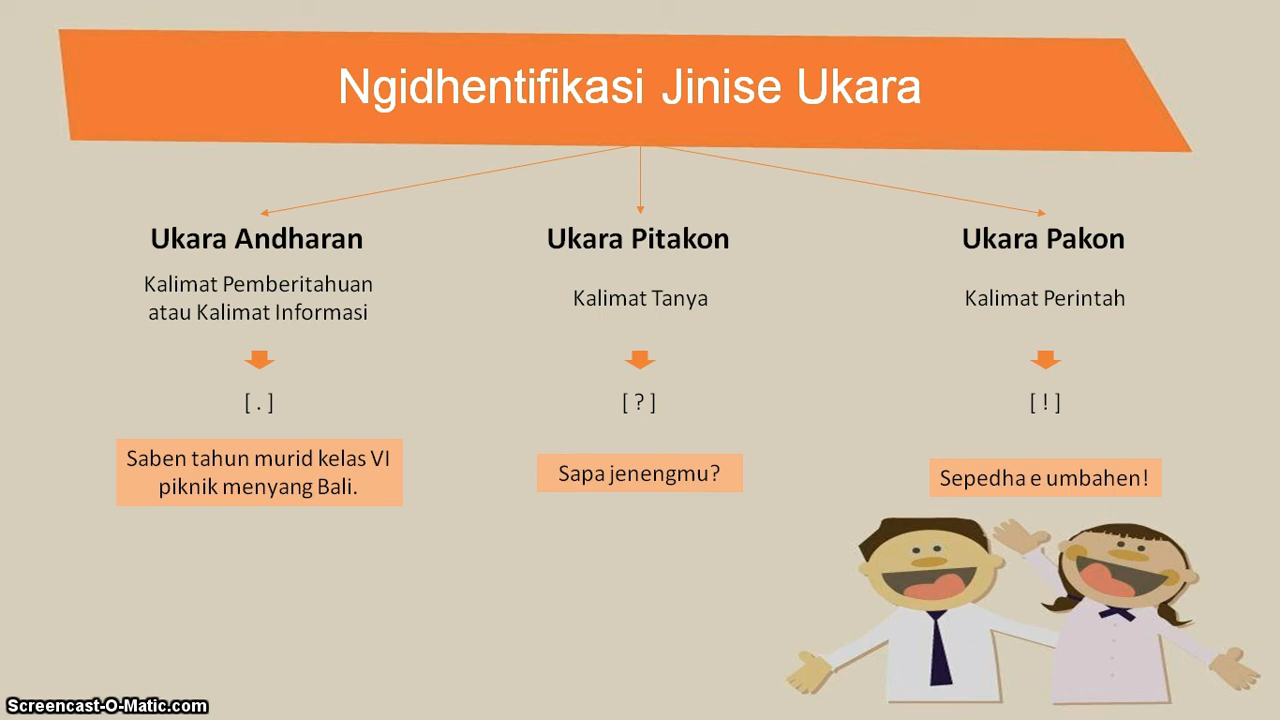 Ngidhentifikasi Jinise Ukara
Ukara Andharan
Kalimat Pemberitahuan
atau Kalimat Informasi
[ . ]
Saben tahun murid kelas VI
piknik menyang Bali.
Ukara Pitakon
Kalimat Tanya
[ ? ]
Sapa jenengmu?
Ukara Pakon
Kalimat Perintah
[ ! ]
Sepedha e umbahen!
Screencast-O-Matic.com